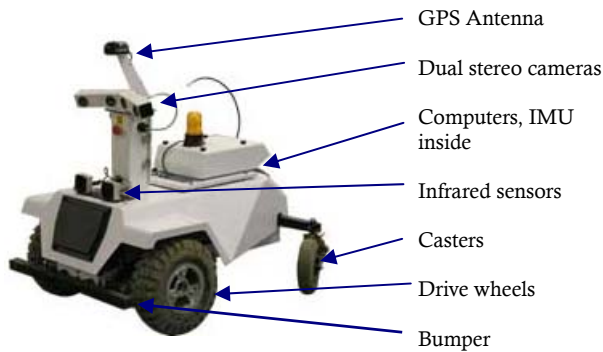 GPS Antenna
Dual stereo cameras
Computers, IMU
inside
Infrared sensors
Casters
Drive wheels
Bumper